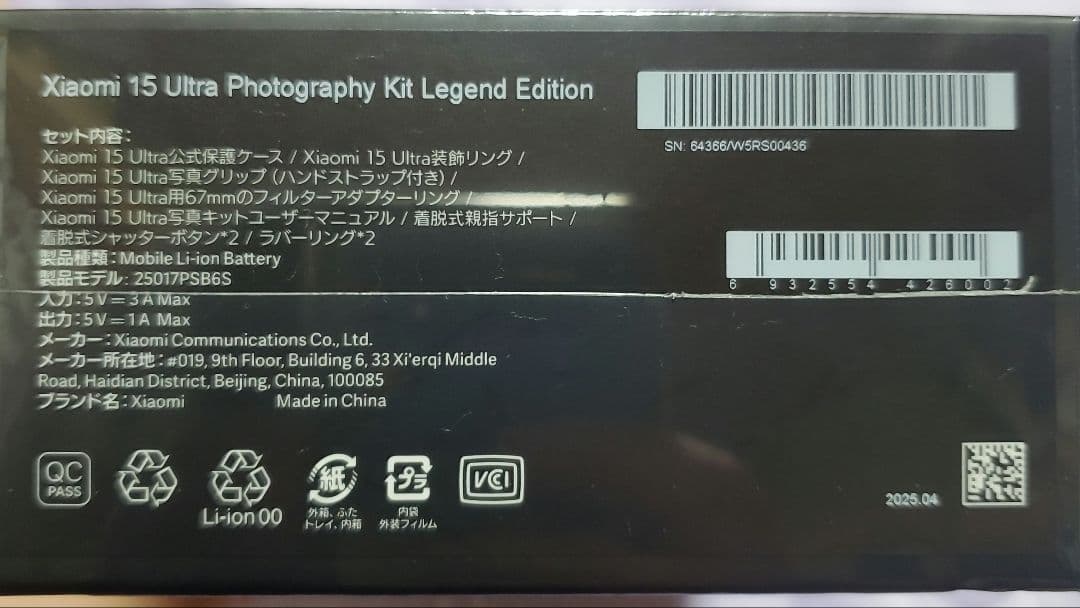 Xiaomi 15 Ultra Photography Kit Legend Edition
セット内容：
Xiaomi 15 Ultra公式保護ケース / Xiaomi 15 Ultra装飾リング /
Xiaomi 15 Ultra写真グリップ（ハンドストラップ付き）/
Xiaomi 15 Ultra用67mmのフィルターアダプターリング /
Xiaomi 15 Ultra写真キットユーザーマニュアル / 着脱式親指サポート /
着脱式シャッターボタン*2 / ラバーリング*2
製品種類：Mobile Li-ion Battery
製品モデル：25017PSB6S
入力：5V＝3A Max
出力：5V＝1A Max
メーカー：Xiaomi Communications Co., Ltd.
メーカー所在地：#019, 9th Floor, Building 6, 33 Xi'erqi Middle
Road, Haidian District, Beijing, China, 100085
ブランド名：Xiaomi Made in China
SN: 64366/W5RS00436
6 932554 426002
QC
PASS
Li-ion 00
紙
外箱、ふた
トレイ、内箱
プラ
内袋
外装フィルム
VCI
2025.04